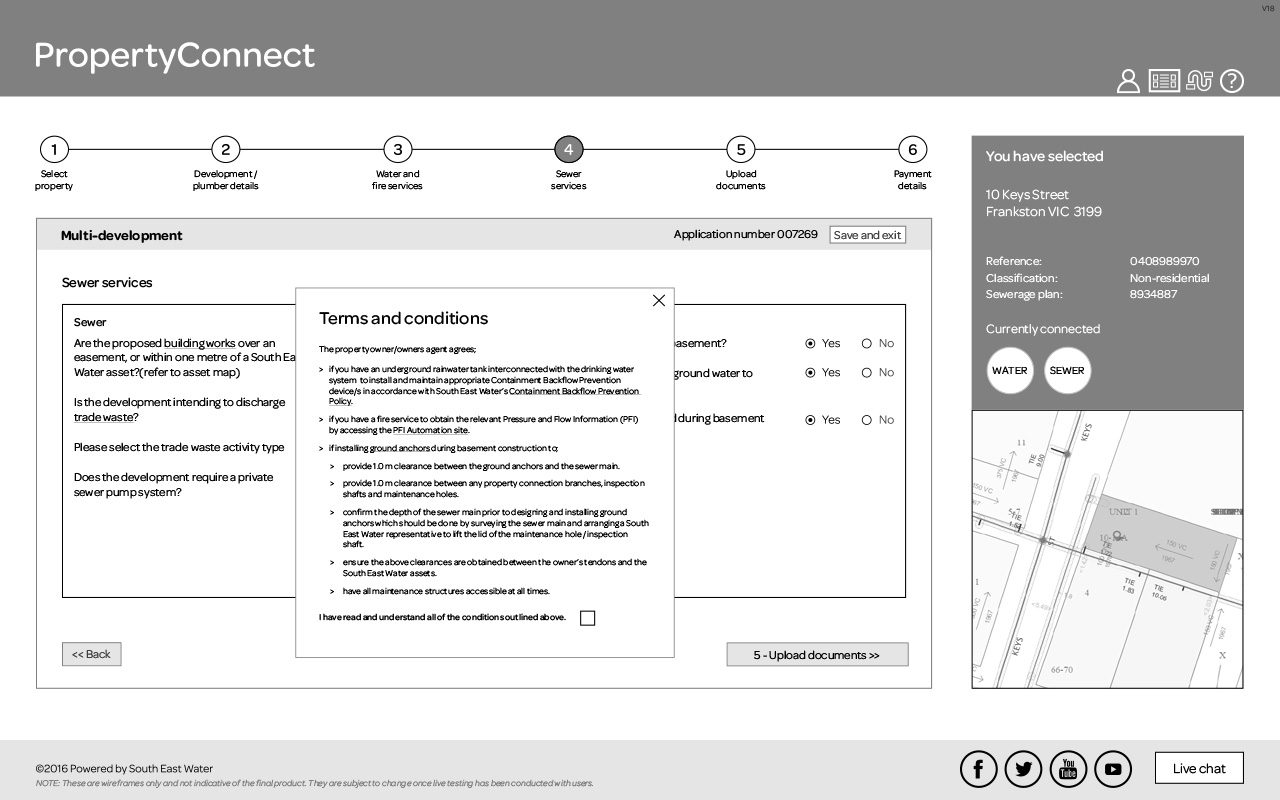 V18
PropertyConnect
1
2
3
4
5
6
Select
property
Development /
plumber details
Water and
fire services
Sewer
services
Upload
documents
Payment
details
Multi-development
Application number 007269
Save and exit
Sewer services
Sewer
Are the proposed building works over an
easement, or within one metre of a South Ea
Water asset?(refer to asset map)
Is the development intending to discharge
trade waste?
Please select the trade waste activity type
Does the development require a private
sewer pump system?
asement?
Yes
No
ground water to
Yes
No
d during basement
Yes
No
Terms and conditions
The property owner/owners agent agrees;
> if you have an underground rainwater tank interconnected with the drinking water
system to install and maintain appropriate Containment Backflow Prevention
device/s in accordance with South East Water's Containment Backflow Prevention
Policy.
> if you have a fire service to obtain the relevant Pressure and Flow Information (PFI)
by accessing the PFI Automation site.
> if installing ground anchors during basement construction to;
> provide 1.0 m clearance between the ground anchors and the sewer main.
> provide 1.0 m clearance between any property connection branches, inspection
shafts and maintenance holes.
> confirm the depth of the sewer main prior to designing and installing ground
anchors which should be done by surveying the sewer main and arranging a South
East Water representative to lift the lid of the maintenance hole / inspection
shaft.
> ensure the above clearances are obtained between the owner's tendons and the
South East Water assets.
> have all maintenance structures accessible at all times.
I have read and understand all of the conditions outlined above.
<< Back
5 - Upload documents >>
You have selected
10 Keys Street
Frankston VIC 3199
Reference: 0408989970
Classification: Non-residential
Sewerage plan: 8934887
Currently connected
WATER
SEWER
KEYS
11
TIE
9.00
375 VC
1967
150 VC
UNIT 1
ST
150 VC
1967
150 VC
1967
TIE
1.83
TIE
10.06
1
4
1967
150 VC
1967
X
KEYS
66-70
©2016 Powered by South East Water
NOTE: These are wireframes only and not indicative of the final product. They are subject to change once live testing has been conducted with users.
You
Tube
Live chat